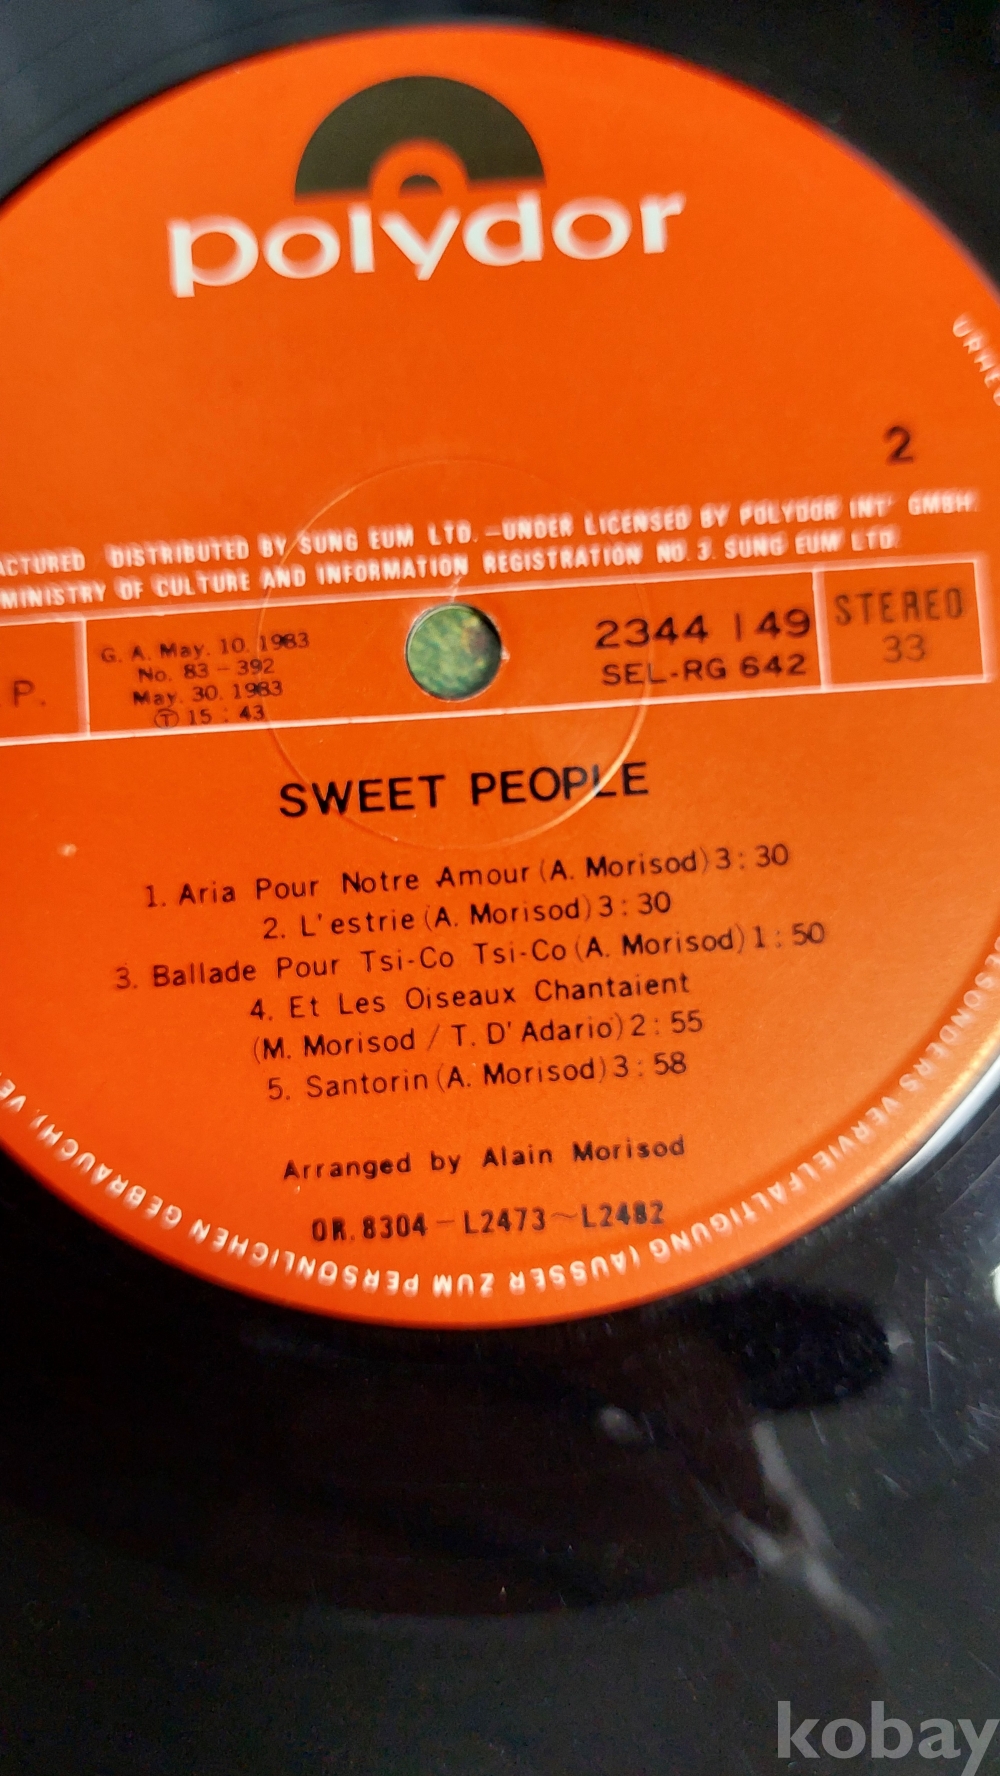 polydor
2
ACTURED DISTRIBUTED BY SUNG EUM LTD.—UNDER LICENSED BY POLYDOR INT' GMBH.
MINISTRY OF CULTURE AND INFORMATION REGISTRATION NO. 3. SUNG EUM LTD
P.
G. A. May. 10. 1983
No. 83-392
May. 30. 1983
Ⓣ 15 : 43
2344 149
SEL-RG 642
STEREO
33
SWEET PEOPLE
1. Aria Pour Notre Amour (A. Morisod) 3 : 30
2. L'estrie (A. Morisod) 3 : 30
3. Ballade Pour Tsi-Co Tsi-Co (A. Morisod) 1 : 50
4. Et Les Oiseaux Chantaient
(M. Morisod / T. D'Adario) 2 : 55
5. Santorin (A. Morisod) 3 : 58
Arranged by Alain Morisod
OR. 8304-L2473~L2482
URHEB
ESONDERS VERVIELFALTIGUNG (AUSSER ZUM PERSONLICHEN GEBRAUCH), VE
kobay